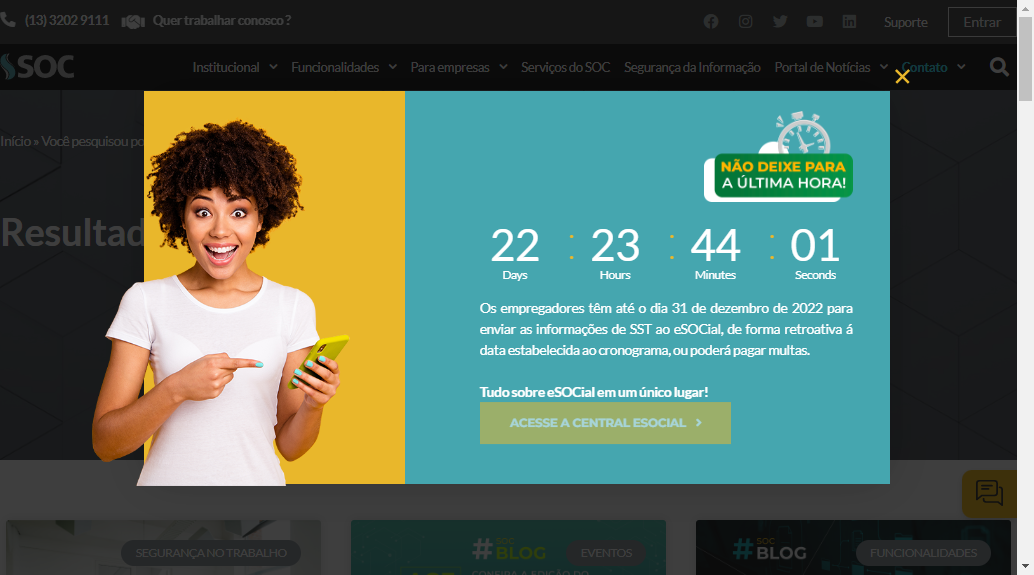 (13) 3202 9111 Quer trabalhar conosco ? Suporte Entrar
SOC Institucional Funcionalidades Para empresas Serviços do SOC Segurança da Informação Portal de Notícias Contato
Início » Você pesquisou po
Resultad
NÃO DEIXE PARA
A ÚLTIMA HORA!
22 : 23 : 44 : 01
Days Hours Minutes Seconds
Os empregadores têm até o dia 31 de dezembro de 2022 para
enviar as informações de SST ao eSOCial, de forma retroativa á
data estabelecida ao cronograma, ou poderá pagar multas.
Tudo sobre eSOCial em um único lugar!
ACESSE A CENTRAL ESOCIAL
SEGURANÇA NO TRABALHO
# SOC BLOG EVENTOS
CONFIRA A EDIÇÃO DO
# SOC BLOG FUNCIONALIDADES